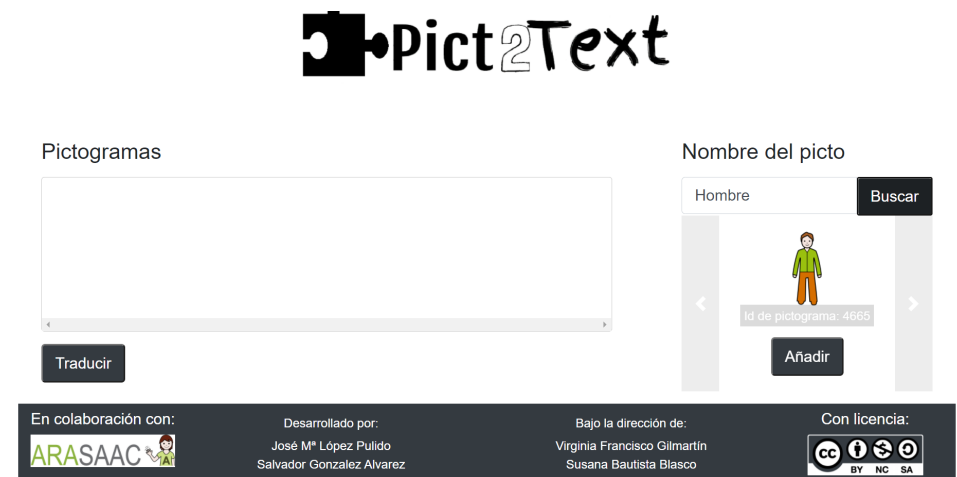 Pict2Text
Pictogramas
Nombre del picto
Hombre
Buscar
Id de pictograma: 4665
Añadir
Traducir
En colaboración con:
ARASAAC
Desarrollado por:
José Mª López Pulido
Salvador Gonzalez Alvarez
Bajo la dirección de:
Virginia Francisco Gilmartín
Susana Bautista Blasco
Con licencia:
cc
BY NC SA